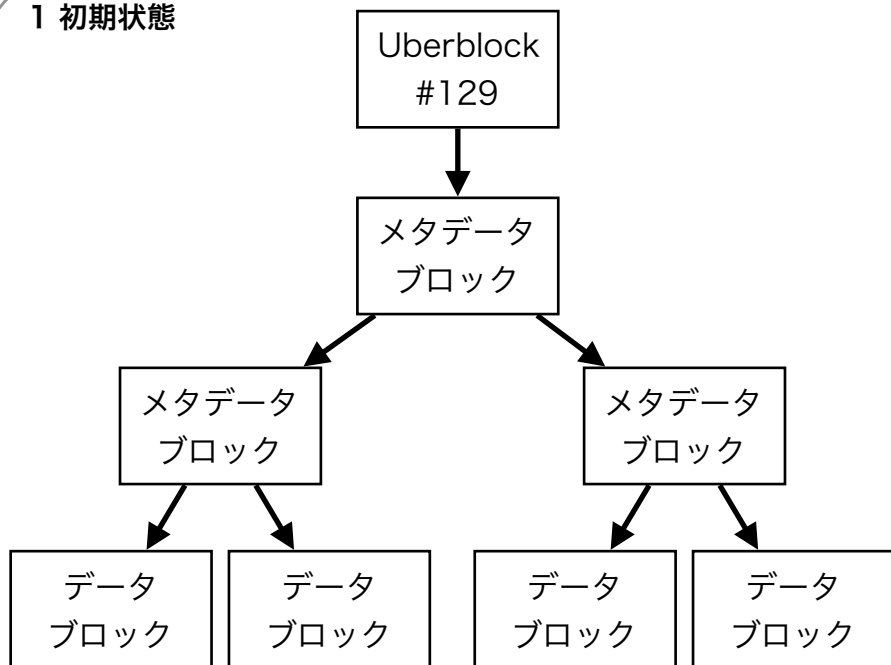 1 初期状態
Uberblock
#129
メタデータ
ブロック
メタデータ
ブロック
メタデータ
ブロック
データ
ブロック
データ
ブロック
データ
ブロック
データ
ブロック